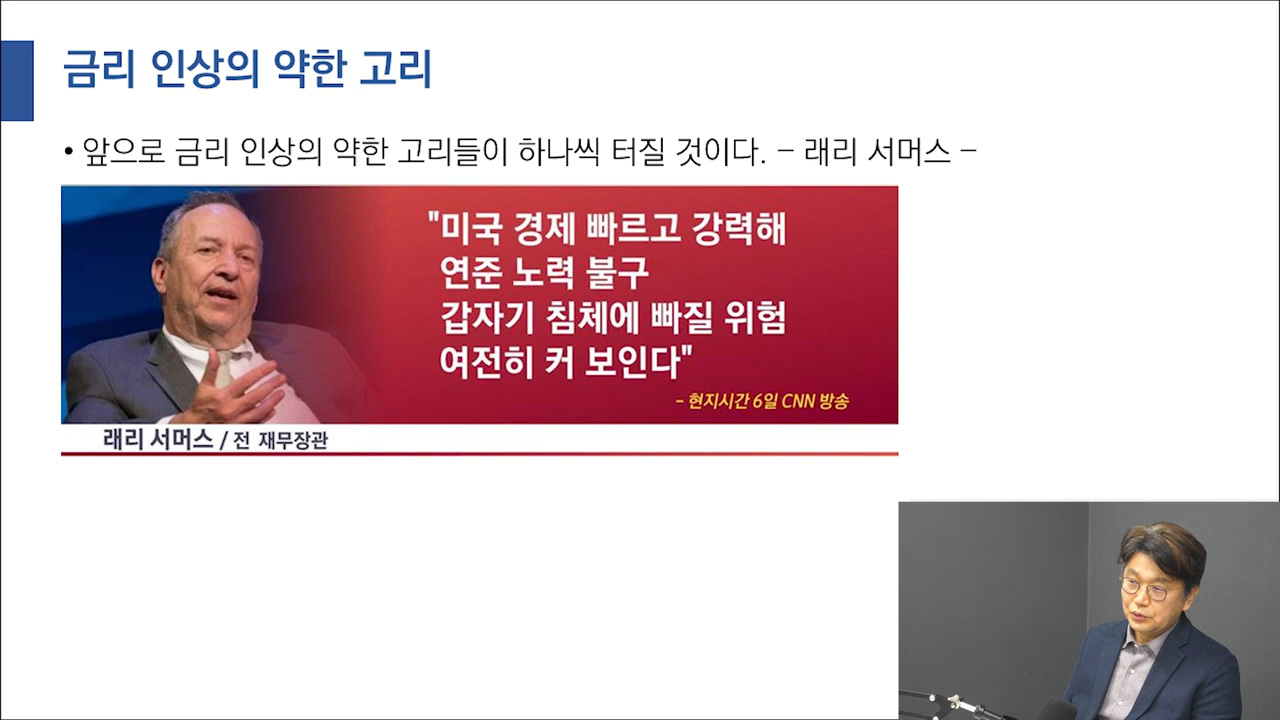 금리 인상의 약한 고리
• 앞으로 금리 인상의 약한 고리들이 하나씩 터질 것이다. – 래리 서머스 –
"미국 경제 빠르고 강력해
연준 노력 불구
갑자기 침체에 빠질 위험
여전히 커 보인다"
– 현지시간 6일 CNN 방송
래리 서머스 / 전 재무장관